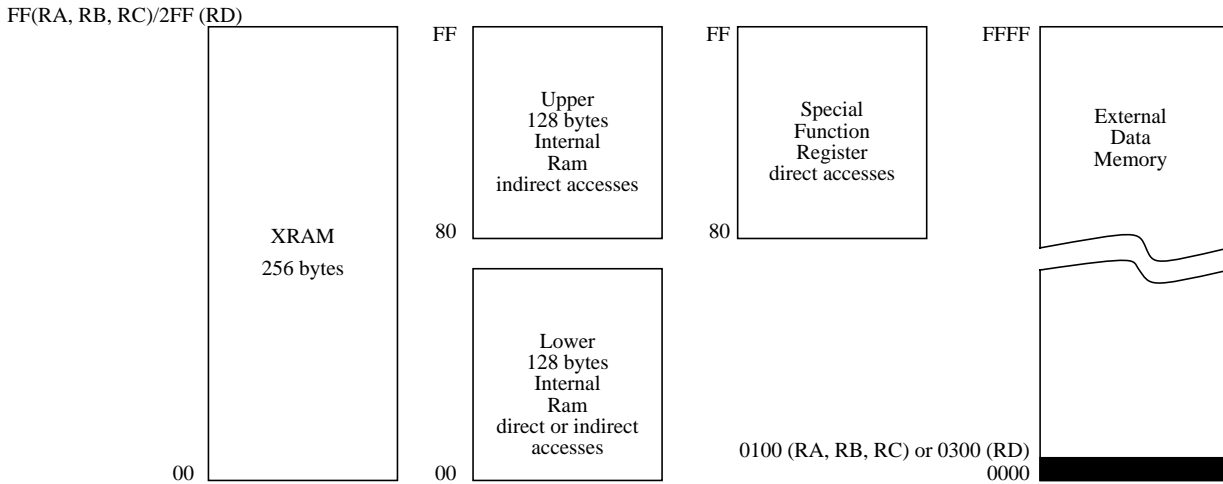 FF(RA, RB, RC)/2FF (RD)
XRAM
256 bytes
00
FF
Upper
128 bytes
Internal
Ram
indirect accesses
80
Lower
128 bytes
Internal
Ram
direct or indirect
accesses
00
FF
Special
Function
Register
direct accesses
80
FFFF
External
Data
Memory
0100 (RA, RB, RC) or 0300 (RD)
0000